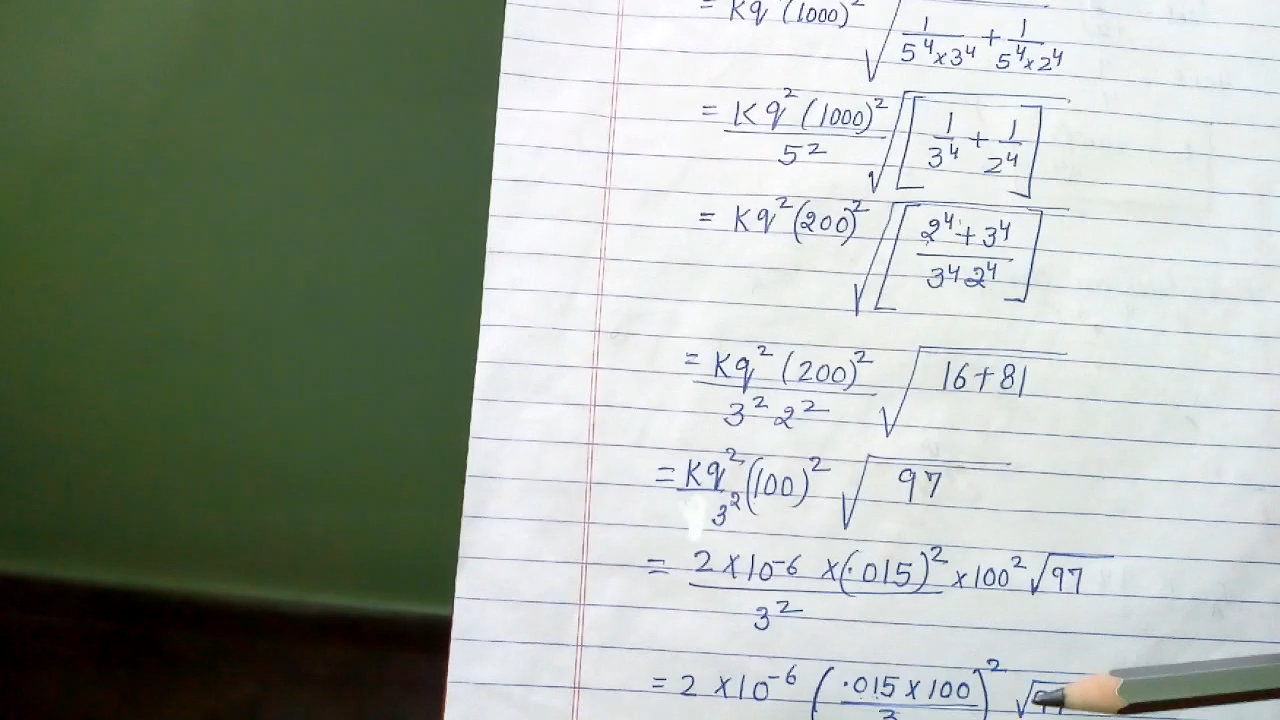 = Kq²(1000)² √ 1/(5⁴×3⁴) + 1/(5⁴×2⁴)
= Kq²(1000)²/5² √[1/3⁴ + 1/2⁴]
= Kq²(200)² √[(2⁴+3⁴)/(3⁴2⁴)]
= Kq²(200)²/(3²2²) √16+81
= Kq²/3² (100)² √97
= 2×10⁻⁶ ×(.015)²/3² ×100² √97
= 2×10⁻⁶ (.015×100/3)² √97